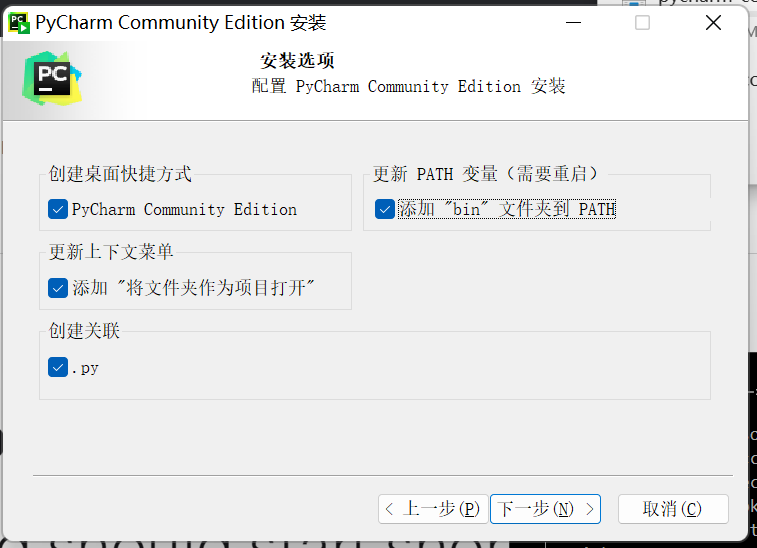 PyCharm Community Edition 安装
PC
安装选项
配置 PyCharm Community Edition 安装
创建桌面快捷方式
PyCharm Community Edition
更新 PATH 变量（需要重启）
添加 "bin" 文件夹到 PATH
更新上下文菜单
添加 "将文件夹作为项目打开"
创建关联
.py
< 上一步(P)
下一步(N) >
取消(C)